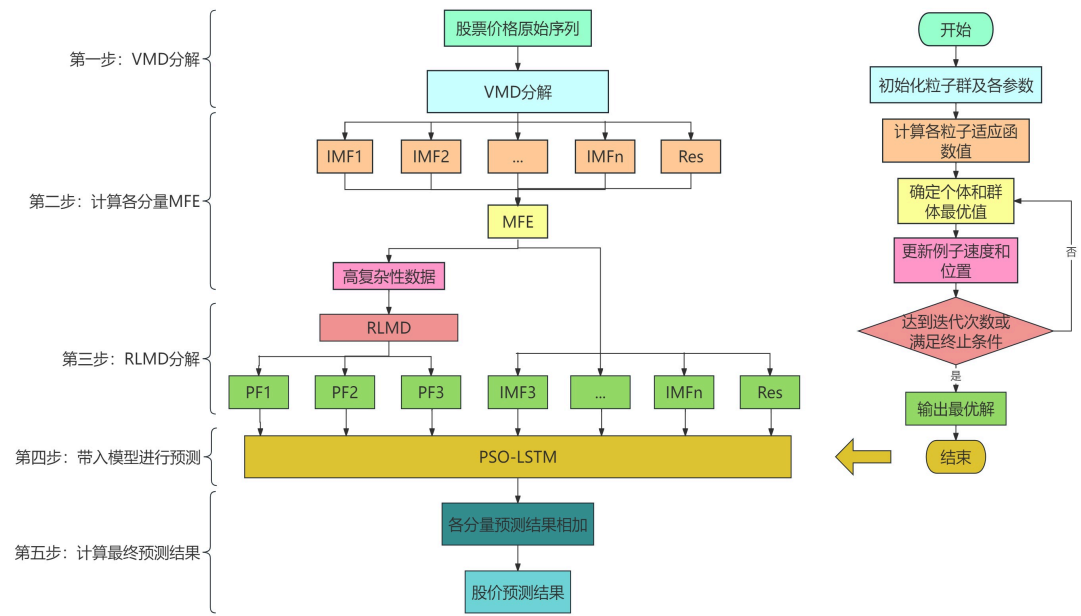 第一步：VMD分解
股票价格原始序列
VMD分解
第二步：计算各分量MFE
IMF1
IMF2
...
IMFn
Res
MFE
高复杂性数据
第三步：RLMD分解
RLMD
PF1
PF2
PF3
IMF3
...
IMFn
Res
第四步：带入模型进行预测
PSO-LSTM
第五步：计算最终预测结果
各分量预测结果相加
股价预测结果
开始
初始化粒子群及各参数
计算各粒子适应函
数值
确定个体和群
体最优值
更新例子速度和
位置
否
达到迭代次数或
满足终止条件
是
输出最优解
结束